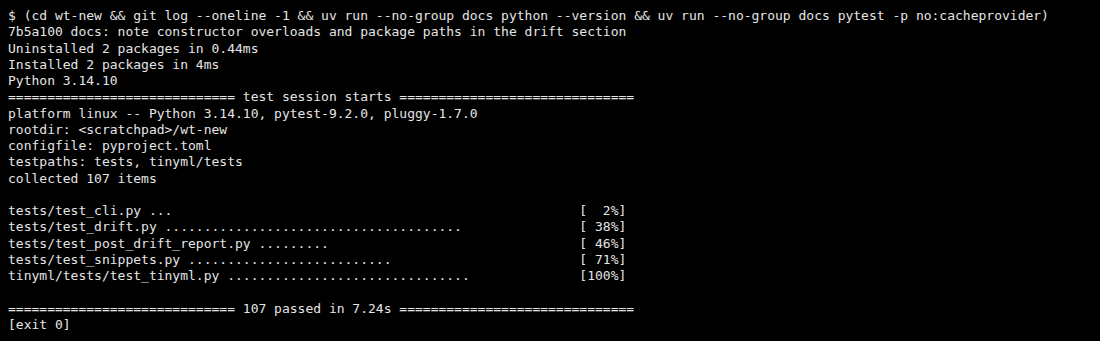 $ (cd wt-new && git log --oneline -1 && uv run --no-group docs python --version && uv run --no-group docs pytest -p no:cacheprovider)
7b5a100 docs: note constructor overloads and package paths in the drift section
Uninstalled 2 packages in 0.44ms
Installed 2 packages in 4ms
Python 3.14.10
============================= test session starts ==============================
platform linux -- Python 3.14.10, pytest-9.2.0, pluggy-1.7.0
rootdir: <scratchpad>/wt-new
configfile: pyproject.toml
testpaths: tests, tinyml/tests
collected 107 items

tests/test_cli.py ...                                                    [  2%]
tests/test_drift.py ......................................               [ 38%]
tests/test_post_drift_report.py .........                                [ 46%]
tests/test_snippets.py ..........................                        [ 71%]
tinyml/tests/test_tinyml.py ...............................              [100%]

============================= 107 passed in 7.24s ==============================
[exit 0]